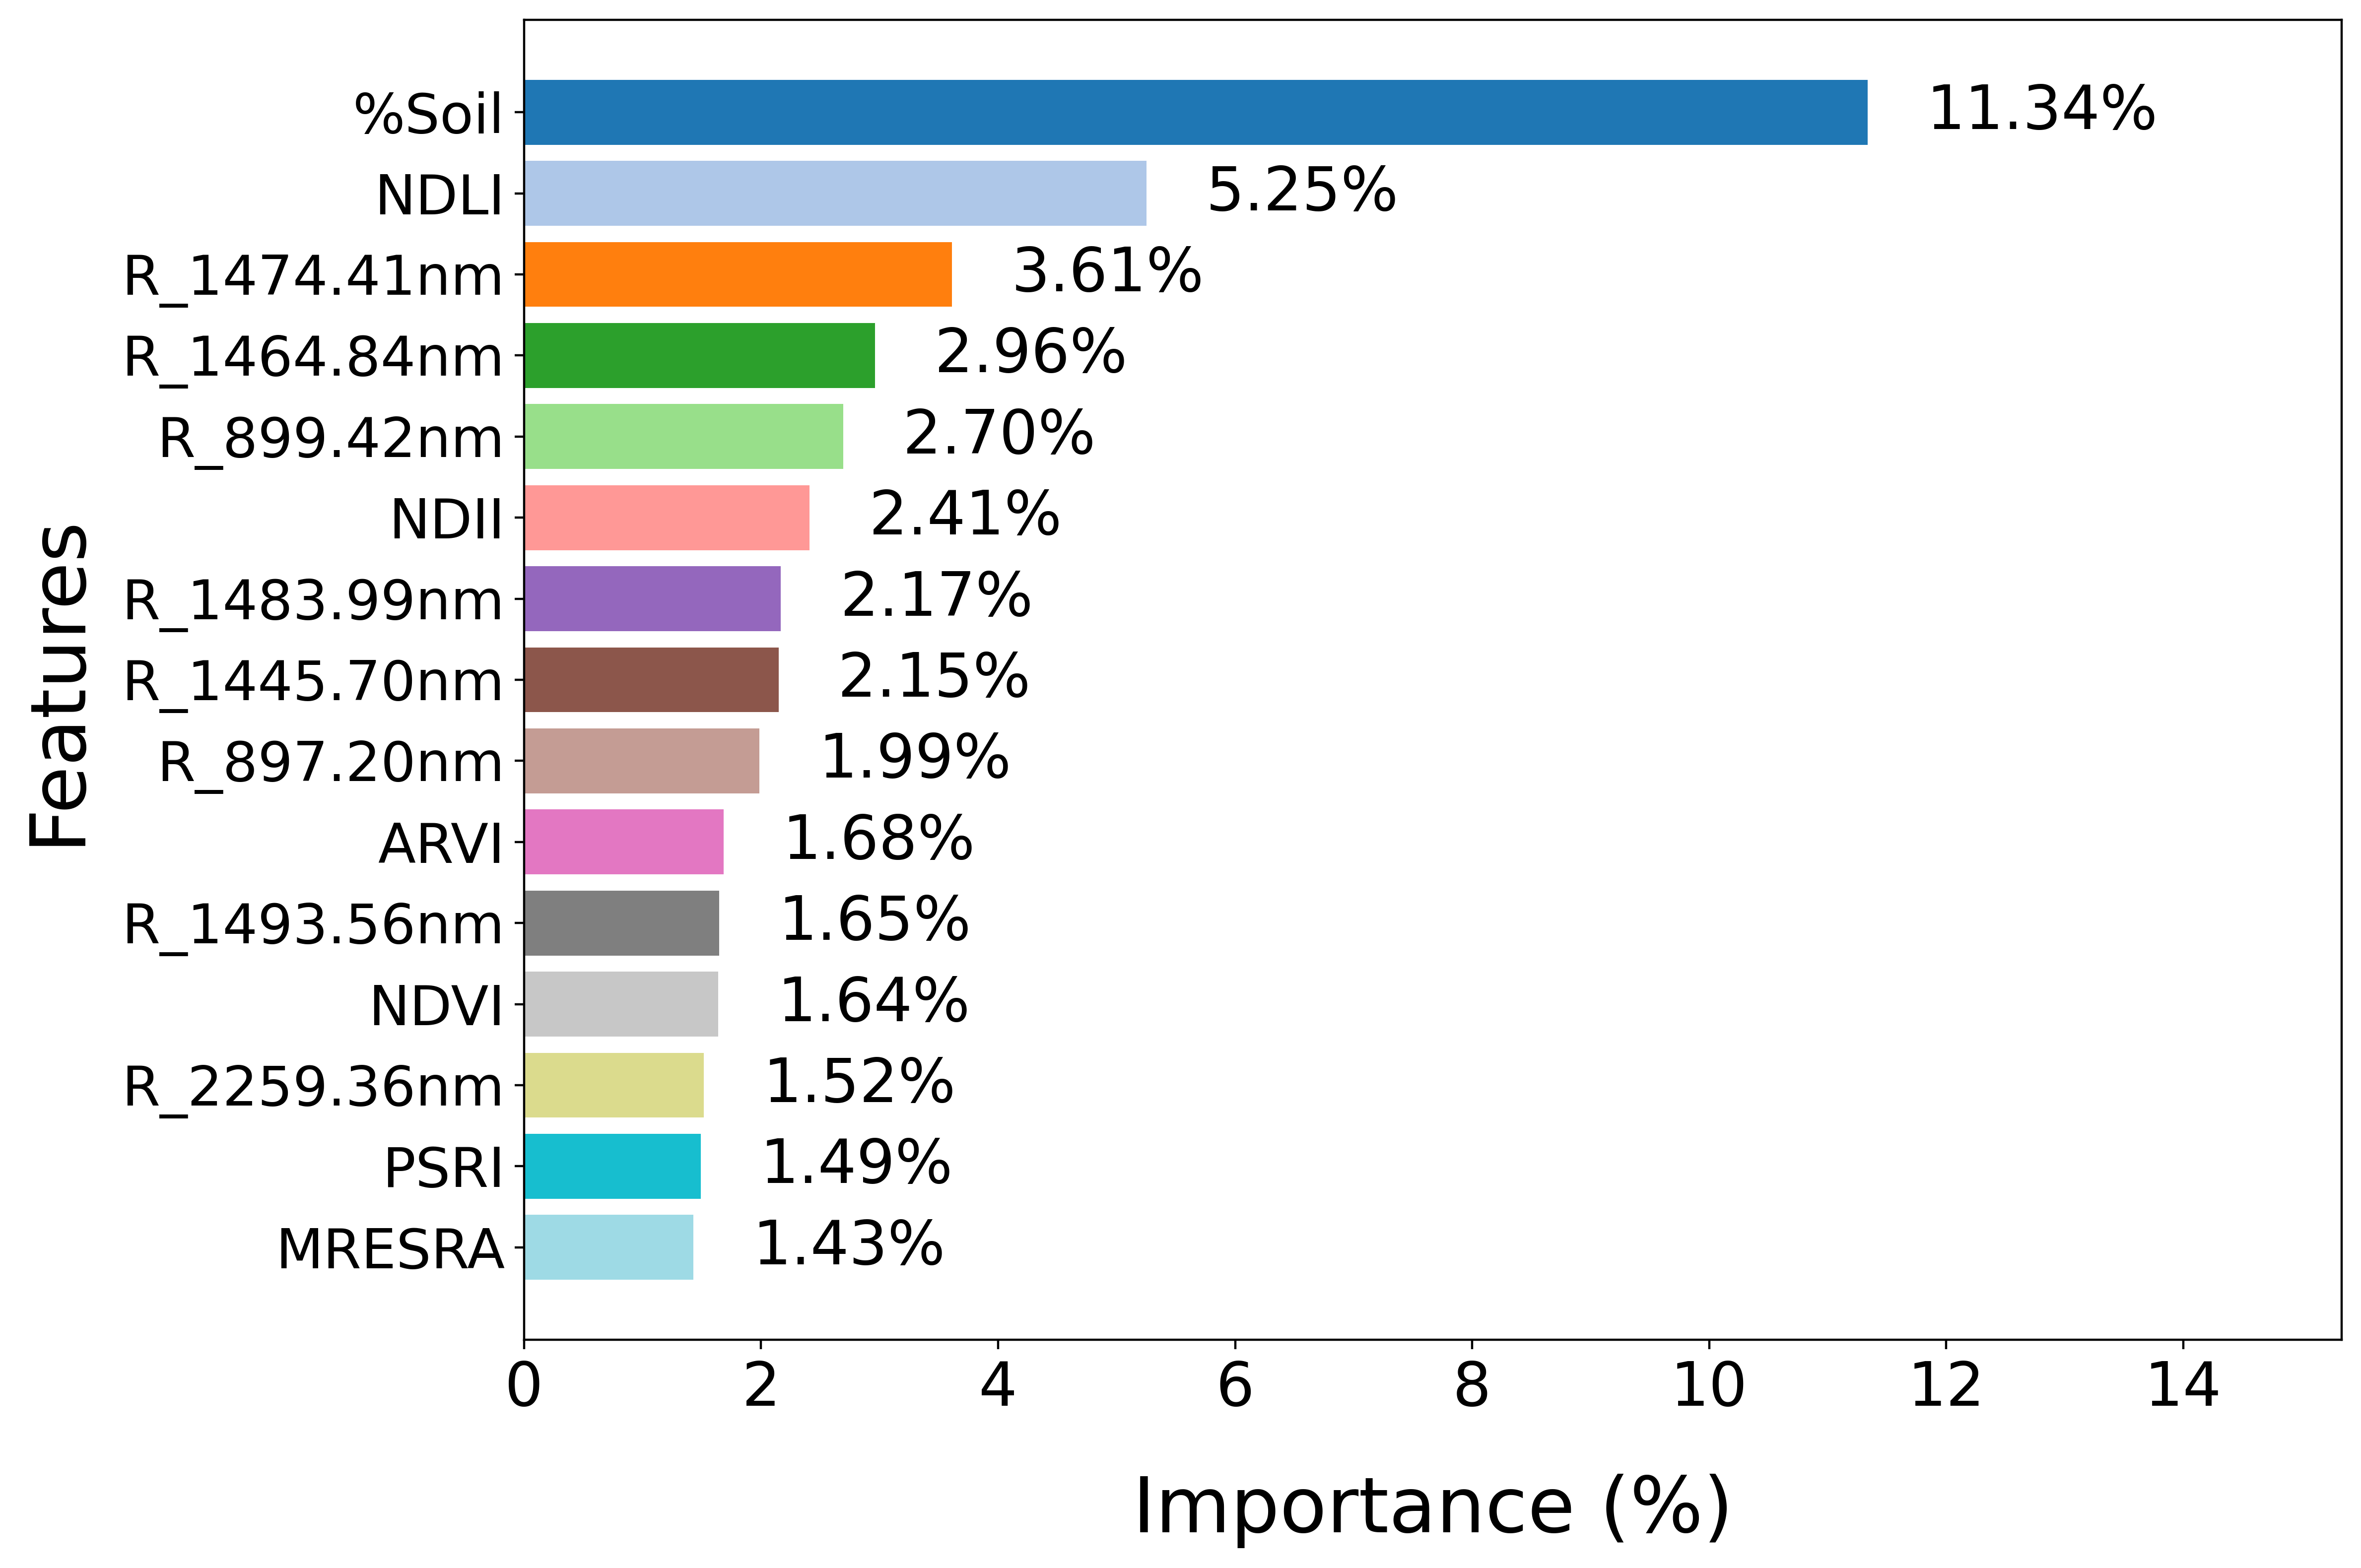 %Soil 11.34%
NDLI 5.25%
R_1474.41nm 3.61%
R_1464.84nm 2.96%
R_899.42nm 2.70%
NDII 2.41%
R_1483.99nm 2.17%
R_1445.70nm 2.15%
R_897.20nm 1.99%
ARVI 1.68%
R_1493.56nm 1.65%
NDVI 1.64%
R_2259.36nm 1.52%
PSRI 1.49%
MRESRA 1.43%
Features
0 2 4 6 8 10 12 14
Importance (%)